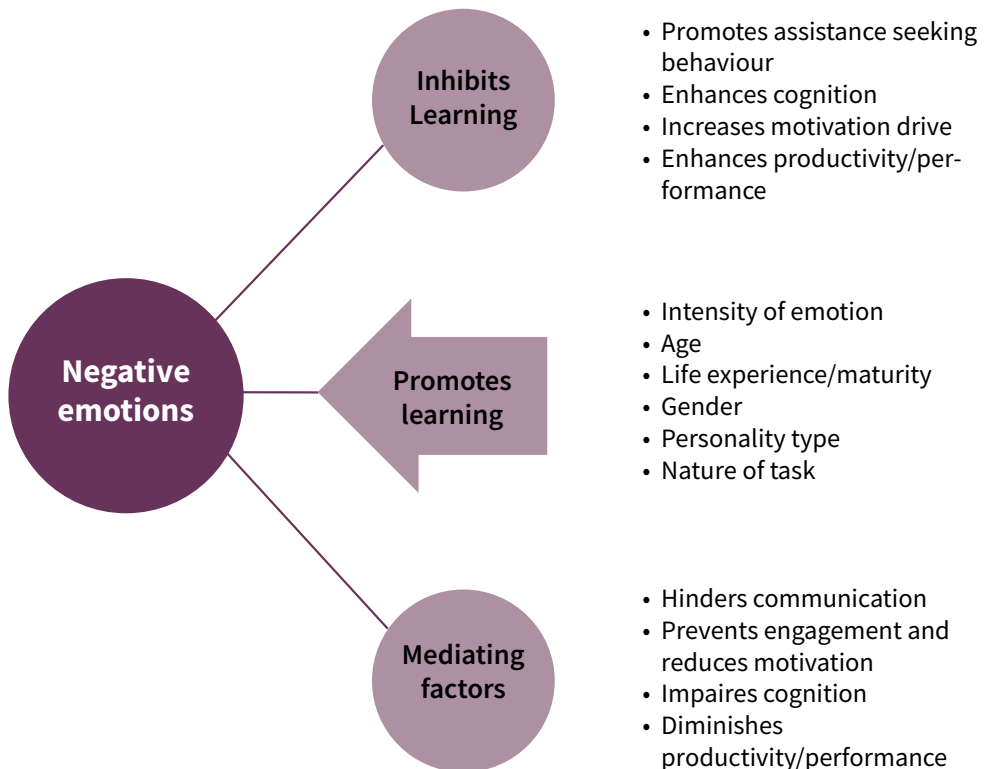 Negative
emotions
Inhibits
Learning
• Promotes assistance seeking
behaviour
• Enhances cognition
• Increases motivation drive
• Enhances productivity/per-
formance
Promotes
learning
• Intensity of emotion
• Age
• Life experience/maturity
• Gender
• Personality type
• Nature of task
Mediating
factors
• Hinders communication
• Prevents engagement and
reduces motivation
• Impaires cognition
• Diminishes
productivity/performance